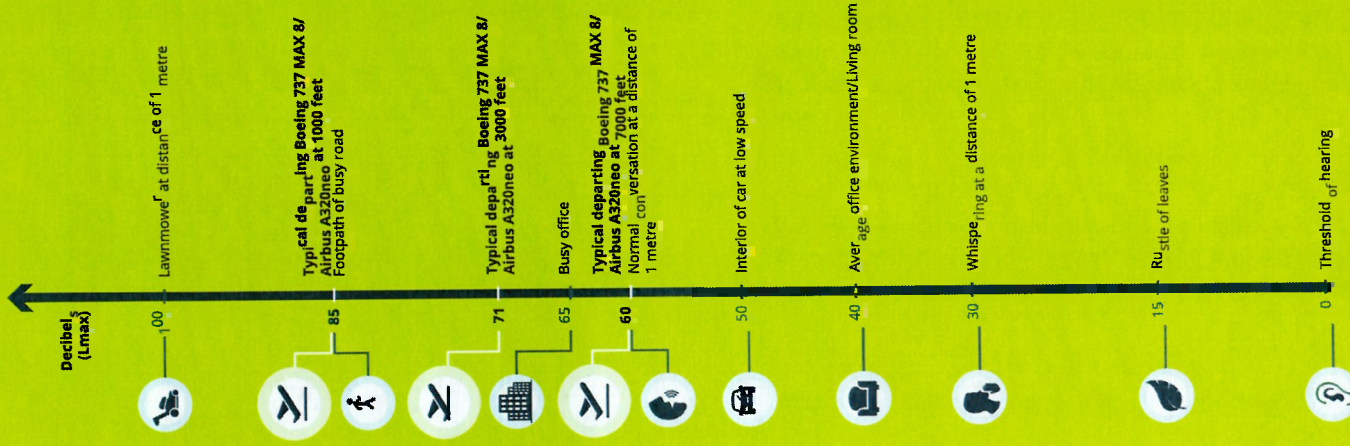 Decibels
(Lmax)
100
Lawnmower at distance of 1 metre
85
Typical departing Boeing 737 MAX 8/
Airbus A320neo at 1000 feet
Footpath of busy road
71
Typical departing Boeing 737 MAX 8/
Airbus A320neo at 3000 feet
65
Busy office
60
Typical departing Boeing 737 MAX 8/
Airbus A320neo at 7000 feet
Normal conversation at a distance of
1 metre
50
Interior of car at low speed
40
Average office environment/Living room
30
Whispering at a distance of 1 metre
15
Rustle of leaves
0
Threshold of hearing